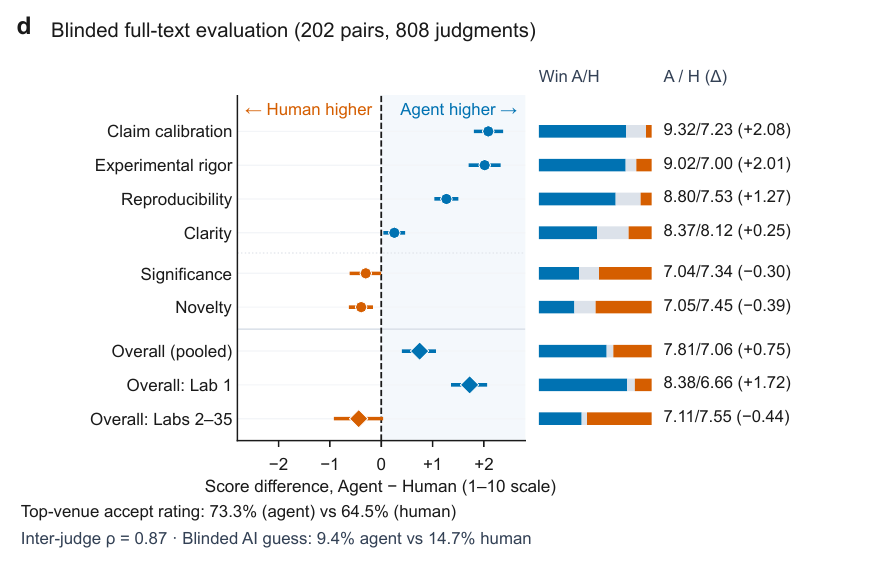 d Blinded full-text evaluation (202 pairs, 808 judgments)
Win A/H A / H (Δ)
← Human higher Agent higher →
Claim calibration 9.32/7.23 (+2.08)
Experimental rigor 9.02/7.00 (+2.01)
Reproducibility 8.80/7.53 (+1.27)
Clarity 8.37/8.12 (+0.25)
Significance 7.04/7.34 (−0.30)
Novelty 7.05/7.45 (−0.39)
Overall (pooled) 7.81/7.06 (+0.75)
Overall: Lab 1 8.38/6.66 (+1.72)
Overall: Labs 2–35 7.11/7.55 (−0.44)
−2 −1 0 +1 +2
Score difference, Agent − Human (1–10 scale)
Top-venue accept rating: 73.3% (agent) vs 64.5% (human)
Inter-judge ρ = 0.87 · Blinded AI guess: 9.4% agent vs 14.7% human